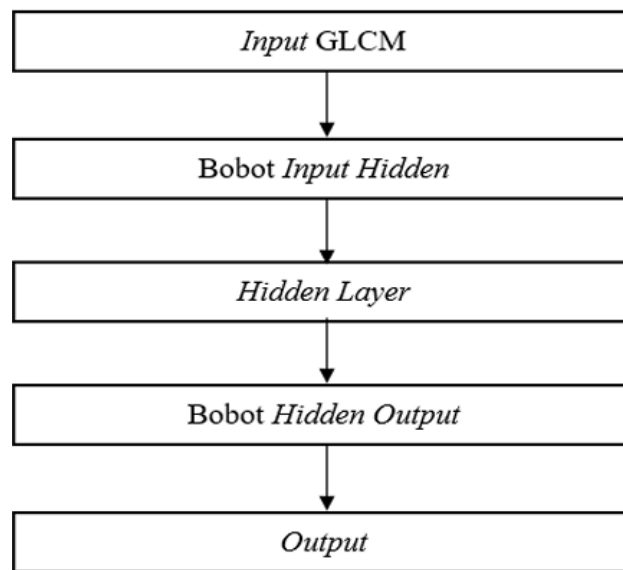 Input GLCM
Bobot Input Hidden
Hidden Layer
Bobot Hidden Output
Output